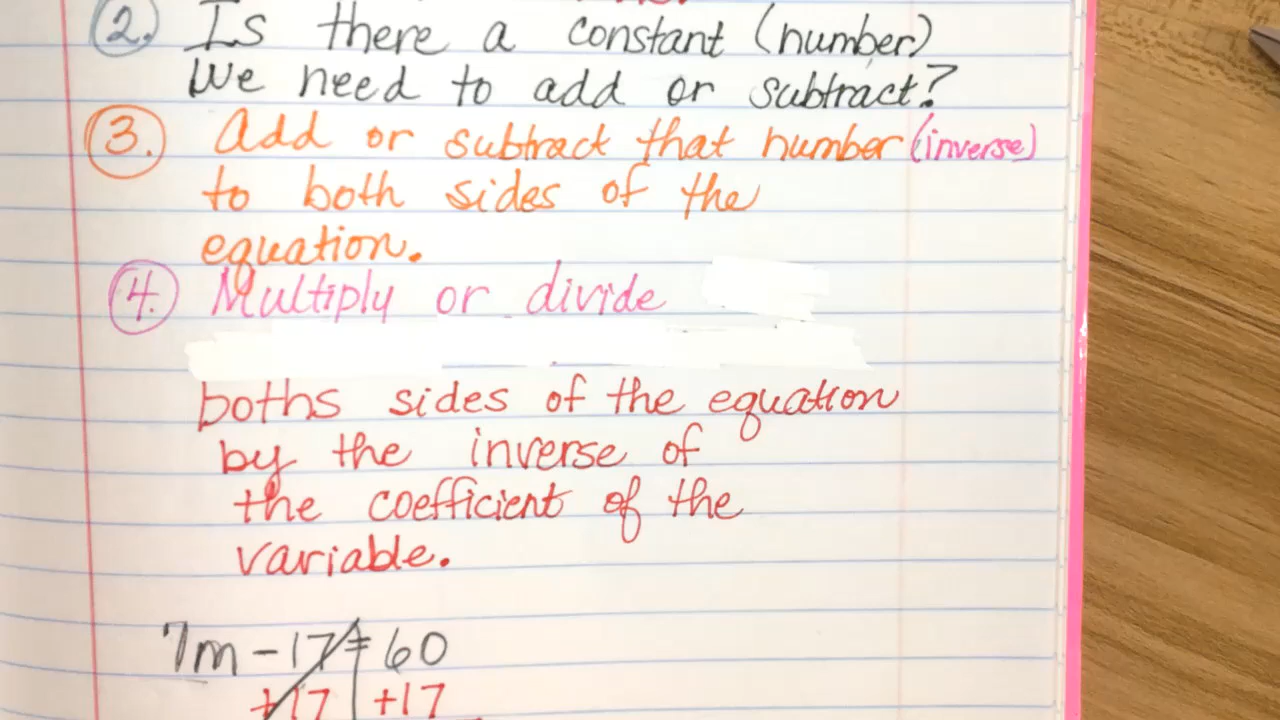 2. Is there a constant (number)
we need to add or subtract?
3. Add or subtract that number (inverse)
to both sides of the
equation.
4. Multiply or divide
boths sides of the equation
by the inverse of
the coefficient of the
variable.
7m - 17 = 60
+17 +17